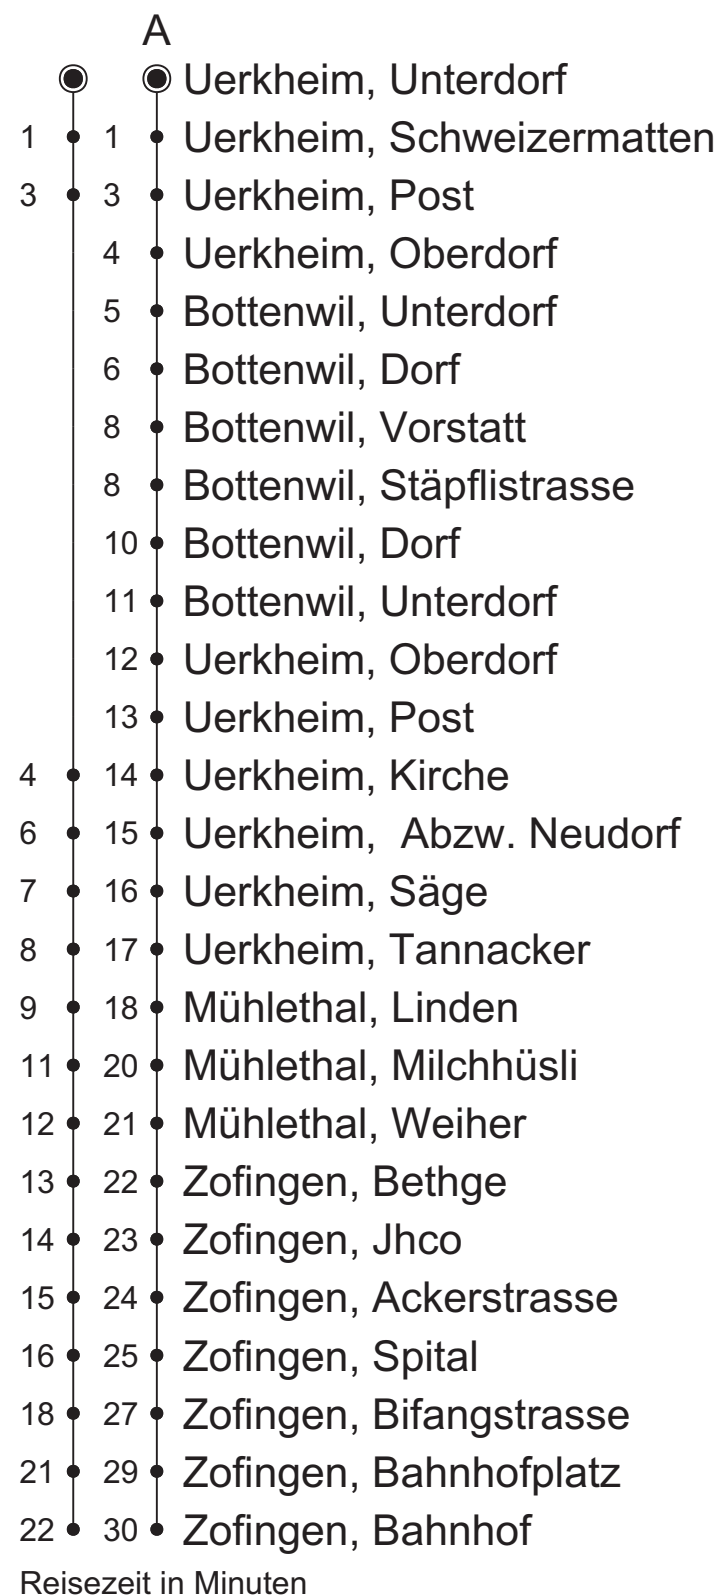 A
Uerkheim, Unterdorf
1 1 Uerkheim, Schweizermatten
3 3 Uerkheim, Post
4 Uerkheim, Oberdorf
5 Bottenwil, Unterdorf
6 Bottenwil, Dorf
8 Bottenwil, Vorstatt
8 Bottenwil, Stäpflistrasse
10 Bottenwil, Dorf
11 Bottenwil, Unterdorf
12 Uerkheim, Oberdorf
13 Uerkheim, Post
4 14 Uerkheim, Kirche
6 15 Uerkheim, Abzw. Neudorf
7 16 Uerkheim, Säge
8 17 Uerkheim, Tannacker
9 18 Mühlethal, Linden
11 20 Mühlethal, Milchhüsli
12 21 Mühlethal, Weiher
13 22 Zofingen, Bethge
14 23 Zofingen, Jhco
15 24 Zofingen, Ackerstrasse
16 25 Zofingen, Spital
18 27 Zofingen, Bifangstrasse
21 29 Zofingen, Bahnhofplatz
22 30 Zofingen, Bahnhof
Reisezeit in Minuten